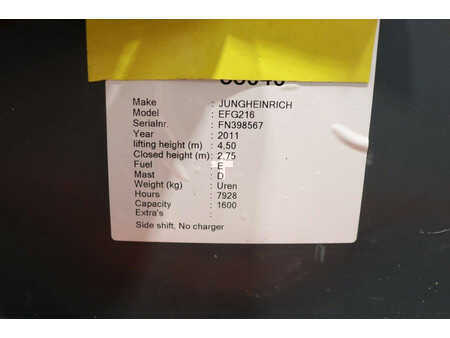 Make : JUNGHEINRICH
Model : EFG216
Serialnr. : FN398567
Year : 2011
lifting height (m) : 4,50
Closed height (m) : 2,75
Fuel : E
Mast : D
Weight (kg) : Uren
Hours : 7928
Capacity : 1600
Extra's :
Side shift, No charger